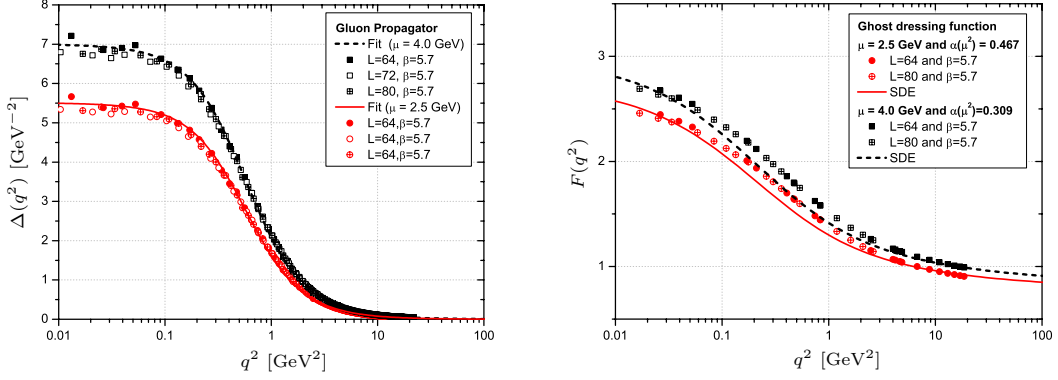 Gluon Propagator
Fit (μ = 4.0 GeV)
L=64, β=5.7
L=72, β=5.7
L=80, β=5.7
Fit (μ = 2.5 GeV)
L=64,β=5.7
L=64,β=5.7
L=64,β=5.7
8
7
6
5
4
3
2
1
0
Δ(q²) [GeV⁻²]
0.01
0.1
1
10
100
q² [GeV²]
Ghost dressing function
μ = 2.5 GeV and α(μ²) = 0.467
L=64 and β=5.7
L=80 and β=5.7
SDE
μ = 4.0 GeV and α(μ²)=0.309
L=64 and β=5.7
L=80 and β=5.7
SDE
3
2
1
F(q²)
0.01
0.1
1
10
100
q² [GeV²]